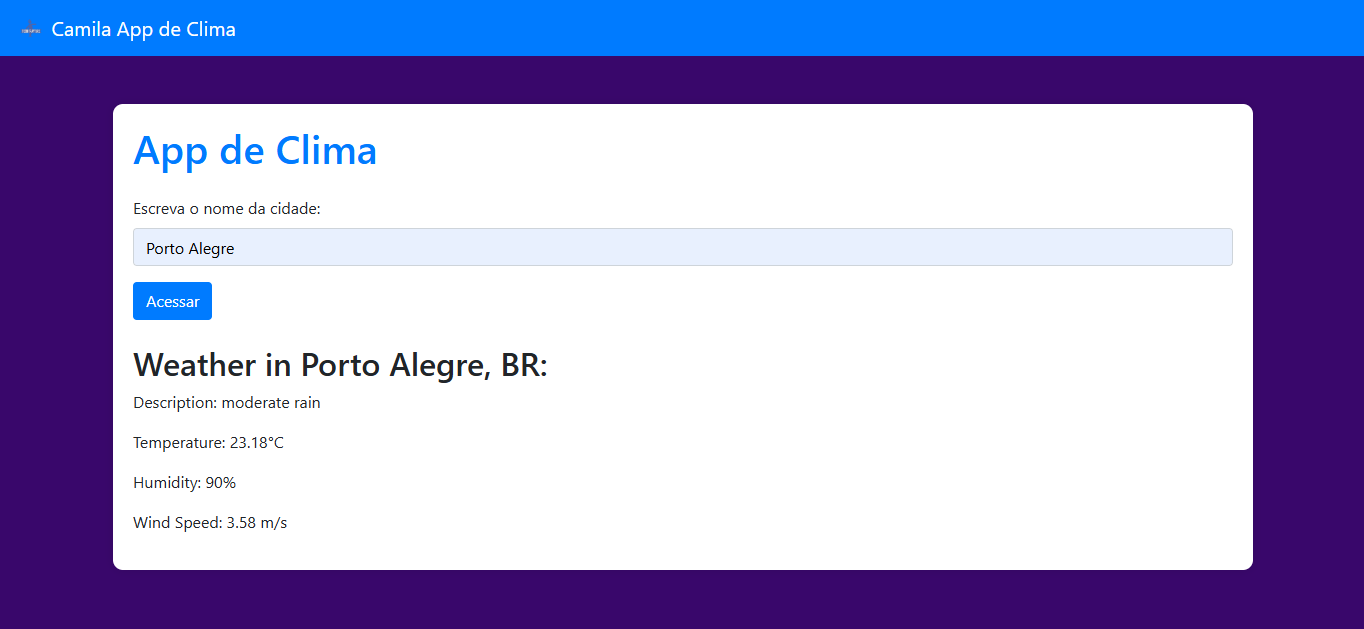 Camila App de Clima
App de Clima
Escreva o nome da cidade:
Porto Alegre
Acessar
Weather in Porto Alegre, BR:
Description: moderate rain
Temperature: 23.18°C
Humidity: 90%
Wind Speed: 3.58 m/s